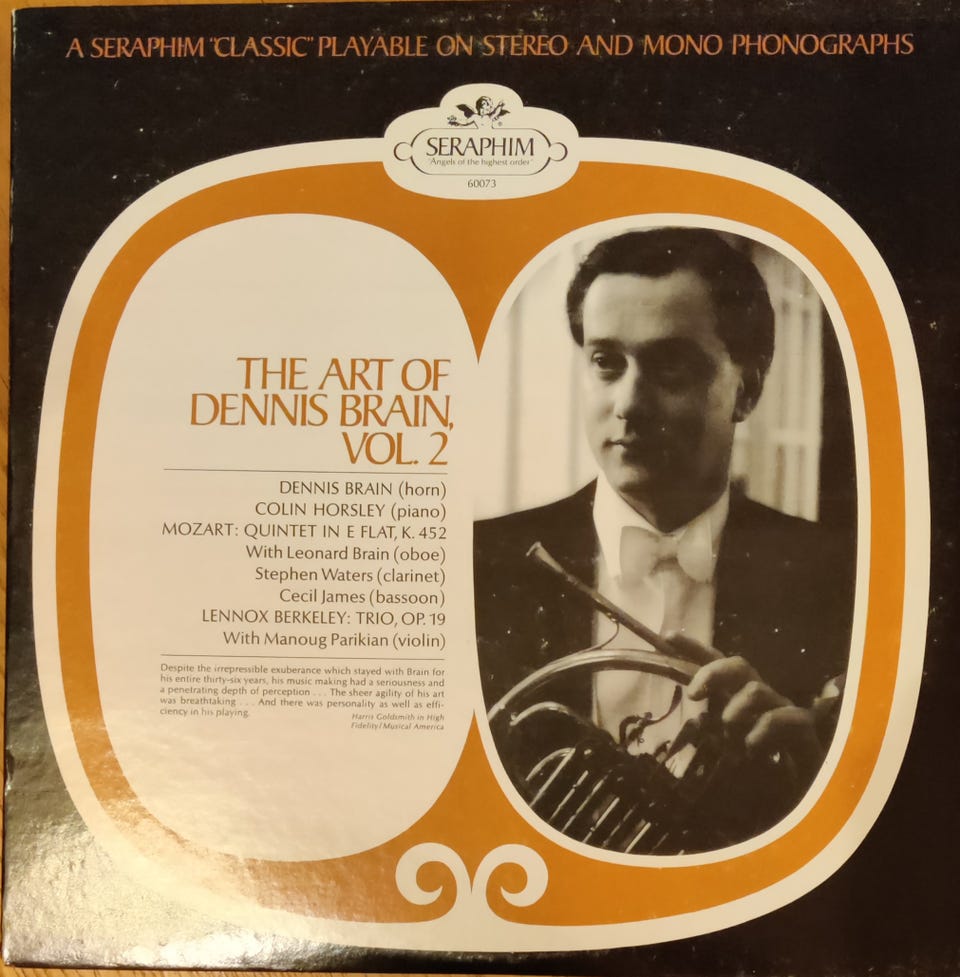 A SERAPHIM "CLASSIC" PLAYABLE ON STEREO AND MONO PHONOGRAPHS
SERAPHIM
"Angels of the highest order"
60073
THE ART OF
DENNIS BRAIN,
VOL. 2
DENNIS BRAIN (horn)
COLIN HORSLEY (piano)
MOZART: QUINTET IN E FLAT, K. 452
With Leonard Brain (oboe)
Stephen Waters (clarinet)
Cecil James (bassoon)
LENNOX BERKELEY: TRIO, OP. 19
With Manoug Parikian (violin)
Despite the irrepressible exuberance which stayed with Brain for
his entire thirty-six years, his music making had a seriousness and
a penetrating depth of perception . . . The sheer agility of his art
was breathtaking . . . And there was personality as well as effi-
ciency in his playing.
Harris Goldsmith in High
Fidelity/Musical America